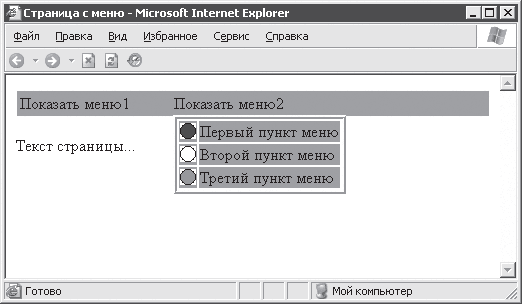 Страница с меню - Microsoft Internet Explorer
Файл Правка Вид Избранное Сервис Справка
Показать меню1 Показать меню2
Первый пункт меню
Текст страницы...
Второй пункт меню
Третий пункт меню
Готово Мой компьютер